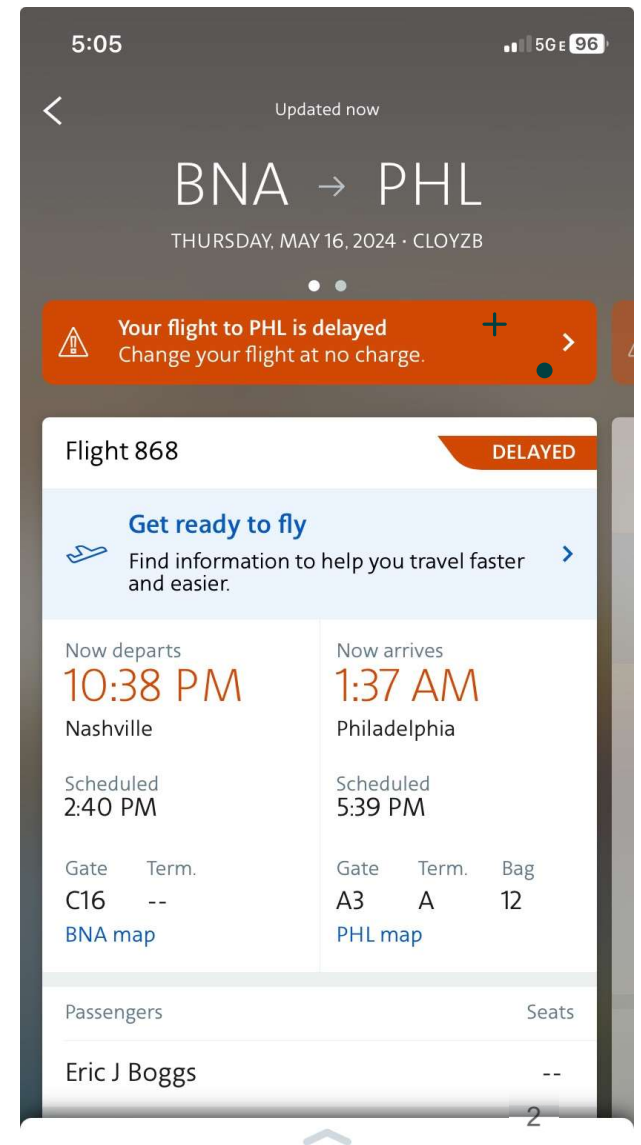 5:05
5GE 96
Updated now
BNA → PHL
THURSDAY, MAY 16, 2024 · CLOYZB
Your flight to PHL is delayed
Change your flight at no charge.
Flight 868
DELAYED
Get ready to fly
Find information to help you travel faster
and easier.
Now departs
10:38 PM
Nashville
Scheduled
2:40 PM
Gate Term.
C16 --
BNA map
Now arrives
1:37 AM
Philadelphia
Scheduled
5:39 PM
Gate Term. Bag
A3 A 12
PHL map
Passengers Seats
Eric J Boggs --
2